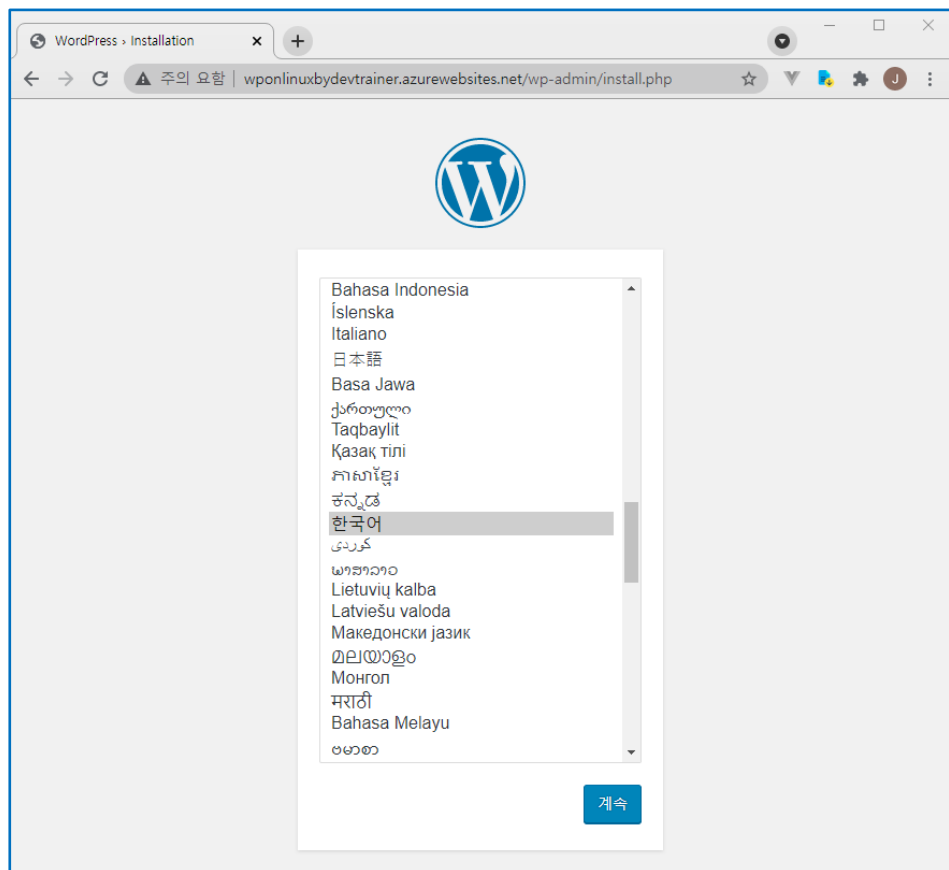 WordPress › Installation
주의 요함 | wponlinuxbydevtrainer.azurewebsites.net/wp-admin/install.php
J
Bahasa Indonesia
Íslenska
Italiano
日本語
Basa Jawa
ქართული
Taqbaylit
Қазақ тілі
ភាសាខ្មែរ
ಕನ್ನಡ
한국어
كوردی
ພາສາລາວ
Lietuvių kalba
Latviešu valoda
Македонски јазик
മലയാളം
Монгол
मराठी
Bahasa Melayu
ဗမာစာ
계속